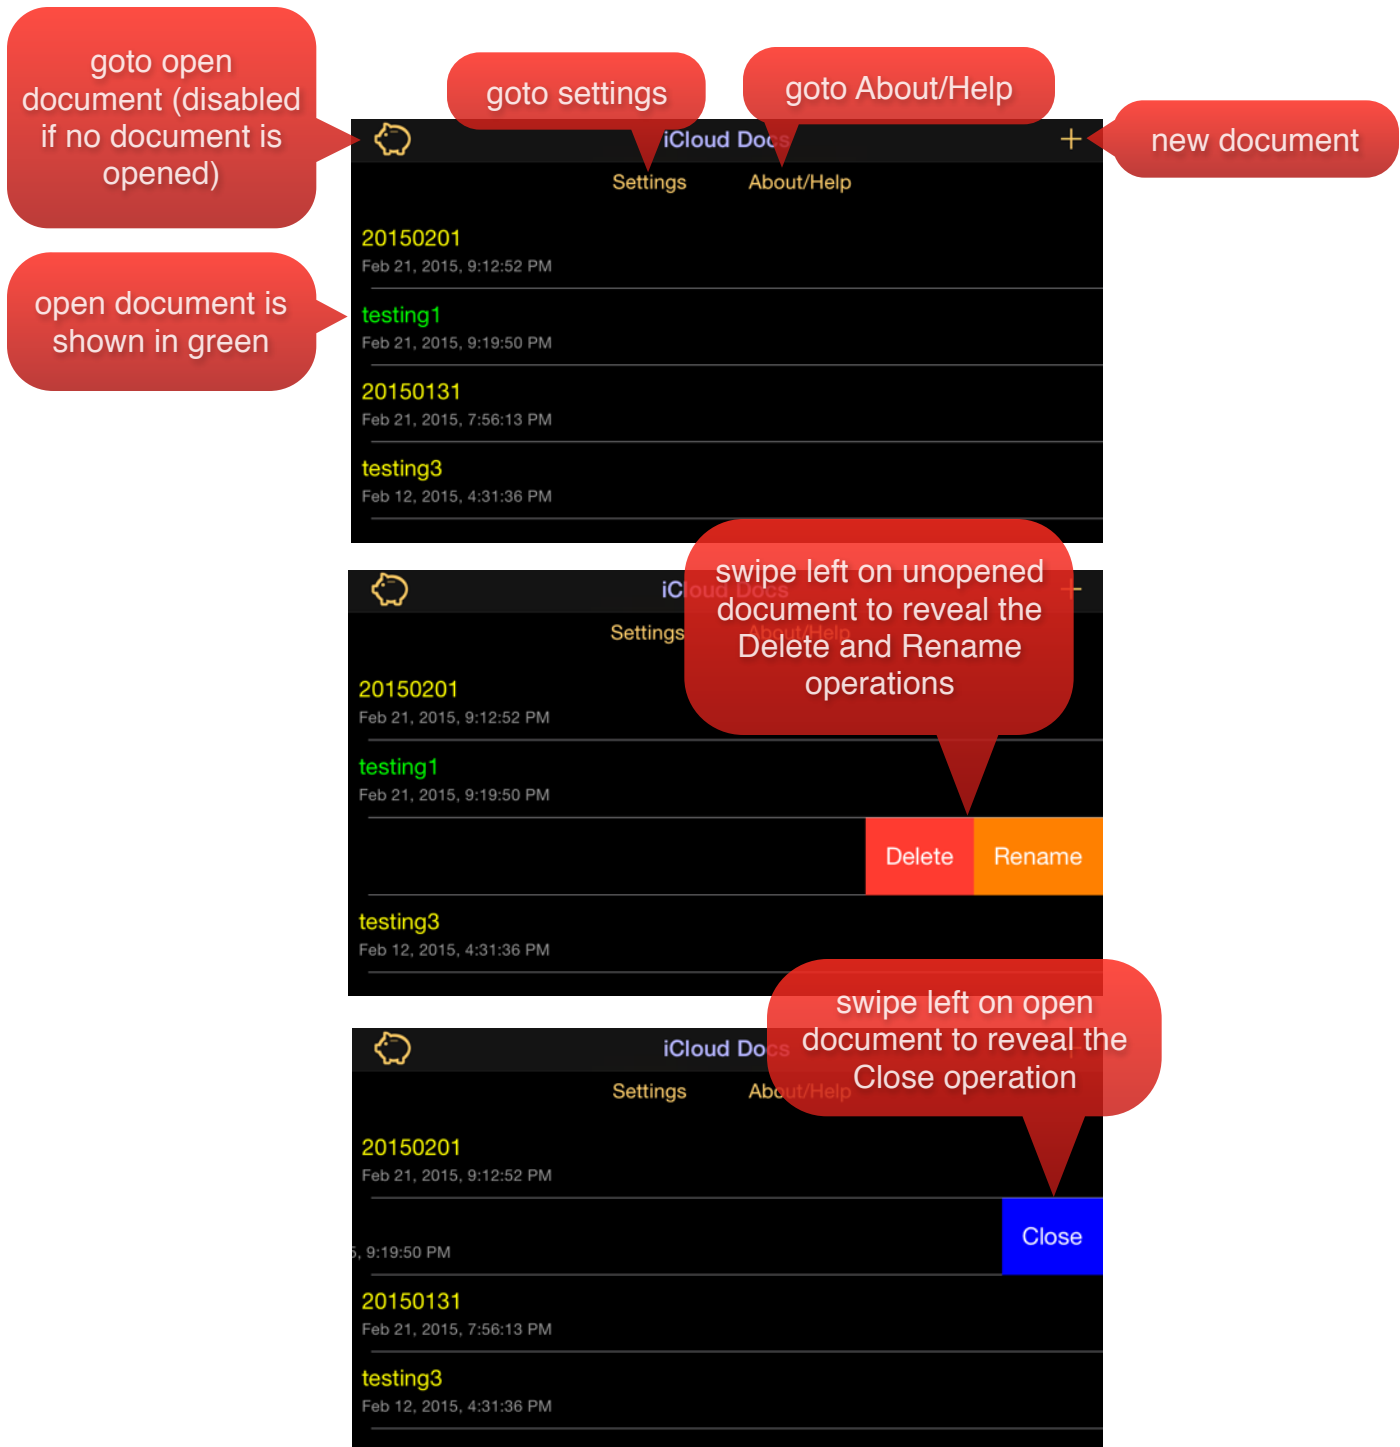 goto open
document (disabled
if no document is
opened)
goto settings
goto About/Help
new document
iCloud Docs
Settings
About/Help
20150201
Feb 21, 2015, 9:12:52 PM
open document is
shown in green
testing1
Feb 21, 2015, 9:19:50 PM
20150131
Feb 21, 2015, 7:56:13 PM
testing3
Feb 12, 2015, 4:31:36 PM
swipe left on unopened
document to reveal the
Delete and Rename
operations
iCloud Docs
Settings
About/Help
20150201
Feb 21, 2015, 9:12:52 PM
testing1
Feb 21, 2015, 9:19:50 PM
Delete
Rename
testing3
Feb 12, 2015, 4:31:36 PM
swipe left on open
document to reveal the
Close operation
iCloud Docs
Settings
About/Help
20150201
Feb 21, 2015, 9:12:52 PM
, 9:19:50 PM
Close
20150131
Feb 21, 2015, 7:56:13 PM
testing3
Feb 12, 2015, 4:31:36 PM